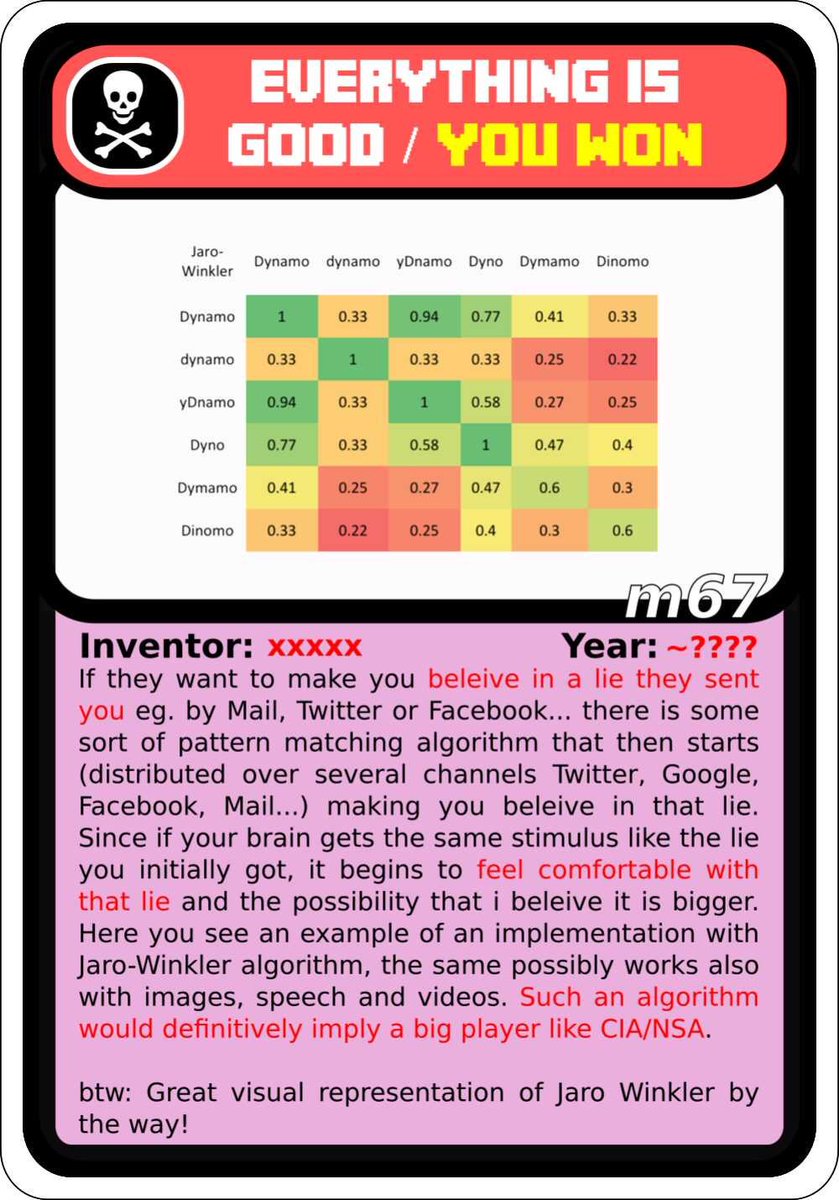 EVERYTHING IS
GOOD / YOU WON
Jaro-
Winkler Dynamo dynamo yDnamo Dyno Dymamo Dinomo
Dynamo 1 0.33 0.94 0.77 0.41 0.33
dynamo 0.33 1 0.33 0.33 0.25 0.22
yDnamo 0.94 0.33 1 0.58 0.27 0.25
Dyno 0.77 0.33 0.58 1 0.47 0.4
Dymamo 0.41 0.25 0.27 0.47 0.6 0.3
Dinomo 0.33 0.22 0.25 0.4 0.3 0.6
m67
Inventor: xxxxx Year: ~????
If they want to make you beleive in a lie they sent
you eg. by Mail, Twitter or Facebook... there is some
sort of pattern matching algorithm that then starts
(distributed over several channels Twitter, Google,
Facebook, Mail...) making you beleive in that lie.
Since if your brain gets the same stimulus like the lie
you initially got, it begins to feel comfortable with
that lie and the possibility that i beleive it is bigger.
Here you see an example of an implementation with
Jaro-Winkler algorithm, the same possibly works also
with images, speech and videos. Such an algorithm
would definitively imply a big player like CIA/NSA.
btw: Great visual representation of Jaro Winkler by
the way!